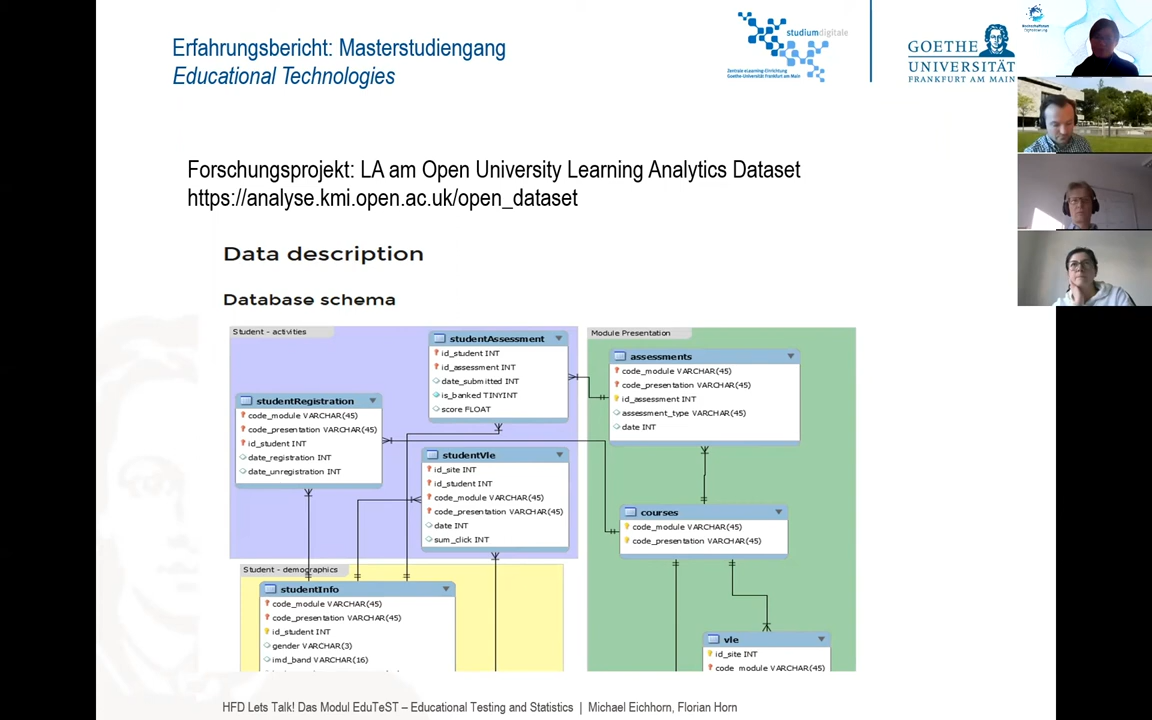 Erfahrungsbericht: Masterstudiengang
Educational Technologies
studiumdigitale
Zentrale eLearning-Einrichtung
Goethe-Universität Frankfurt am Main
GOETHE
UNIVERSITÄT
FRANKFURT AM MAIN
Forschungsprojekt: LA am Open University Learning Analytics Dataset
https://analyse.kmi.open.ac.uk/open_dataset
Data description
Database schema
Student - activities
studentAssessment
id_student INT
id_assessment INT
date_submitted INT
is_banked TINYINT
score FLOAT
studentRegistration
code_module VARCHAR(45)
code_presentation VARCHAR(45)
id_student INT
date_registration INT
date_unregistration INT
studentVle
id_site INT
id_student INT
code_module VARCHAR(45)
code_presentation VARCHAR(45)
date INT
sum_click INT
Student - demographics
studentInfo
code_module VARCHAR(45)
code_presentation VARCHAR(45)
id_student INT
gender VARCHAR(3)
imd_band VARCHAR(16)
Module Presentation
assessments
code_module VARCHAR(45)
code_presentation VARCHAR(45)
id_assessment INT
assessment_type VARCHAR(45)
date INT
courses
code_module VARCHAR(45)
code_presentation VARCHAR(45)
vle
id_site INT
code_module VARCHAR(45)
HFD Lets Talk! Das Modul EduTeST – Educational Testing and Statistics | Michael Eichhorn, Florian Horn